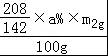 208/142 × a% × m₂g
100g